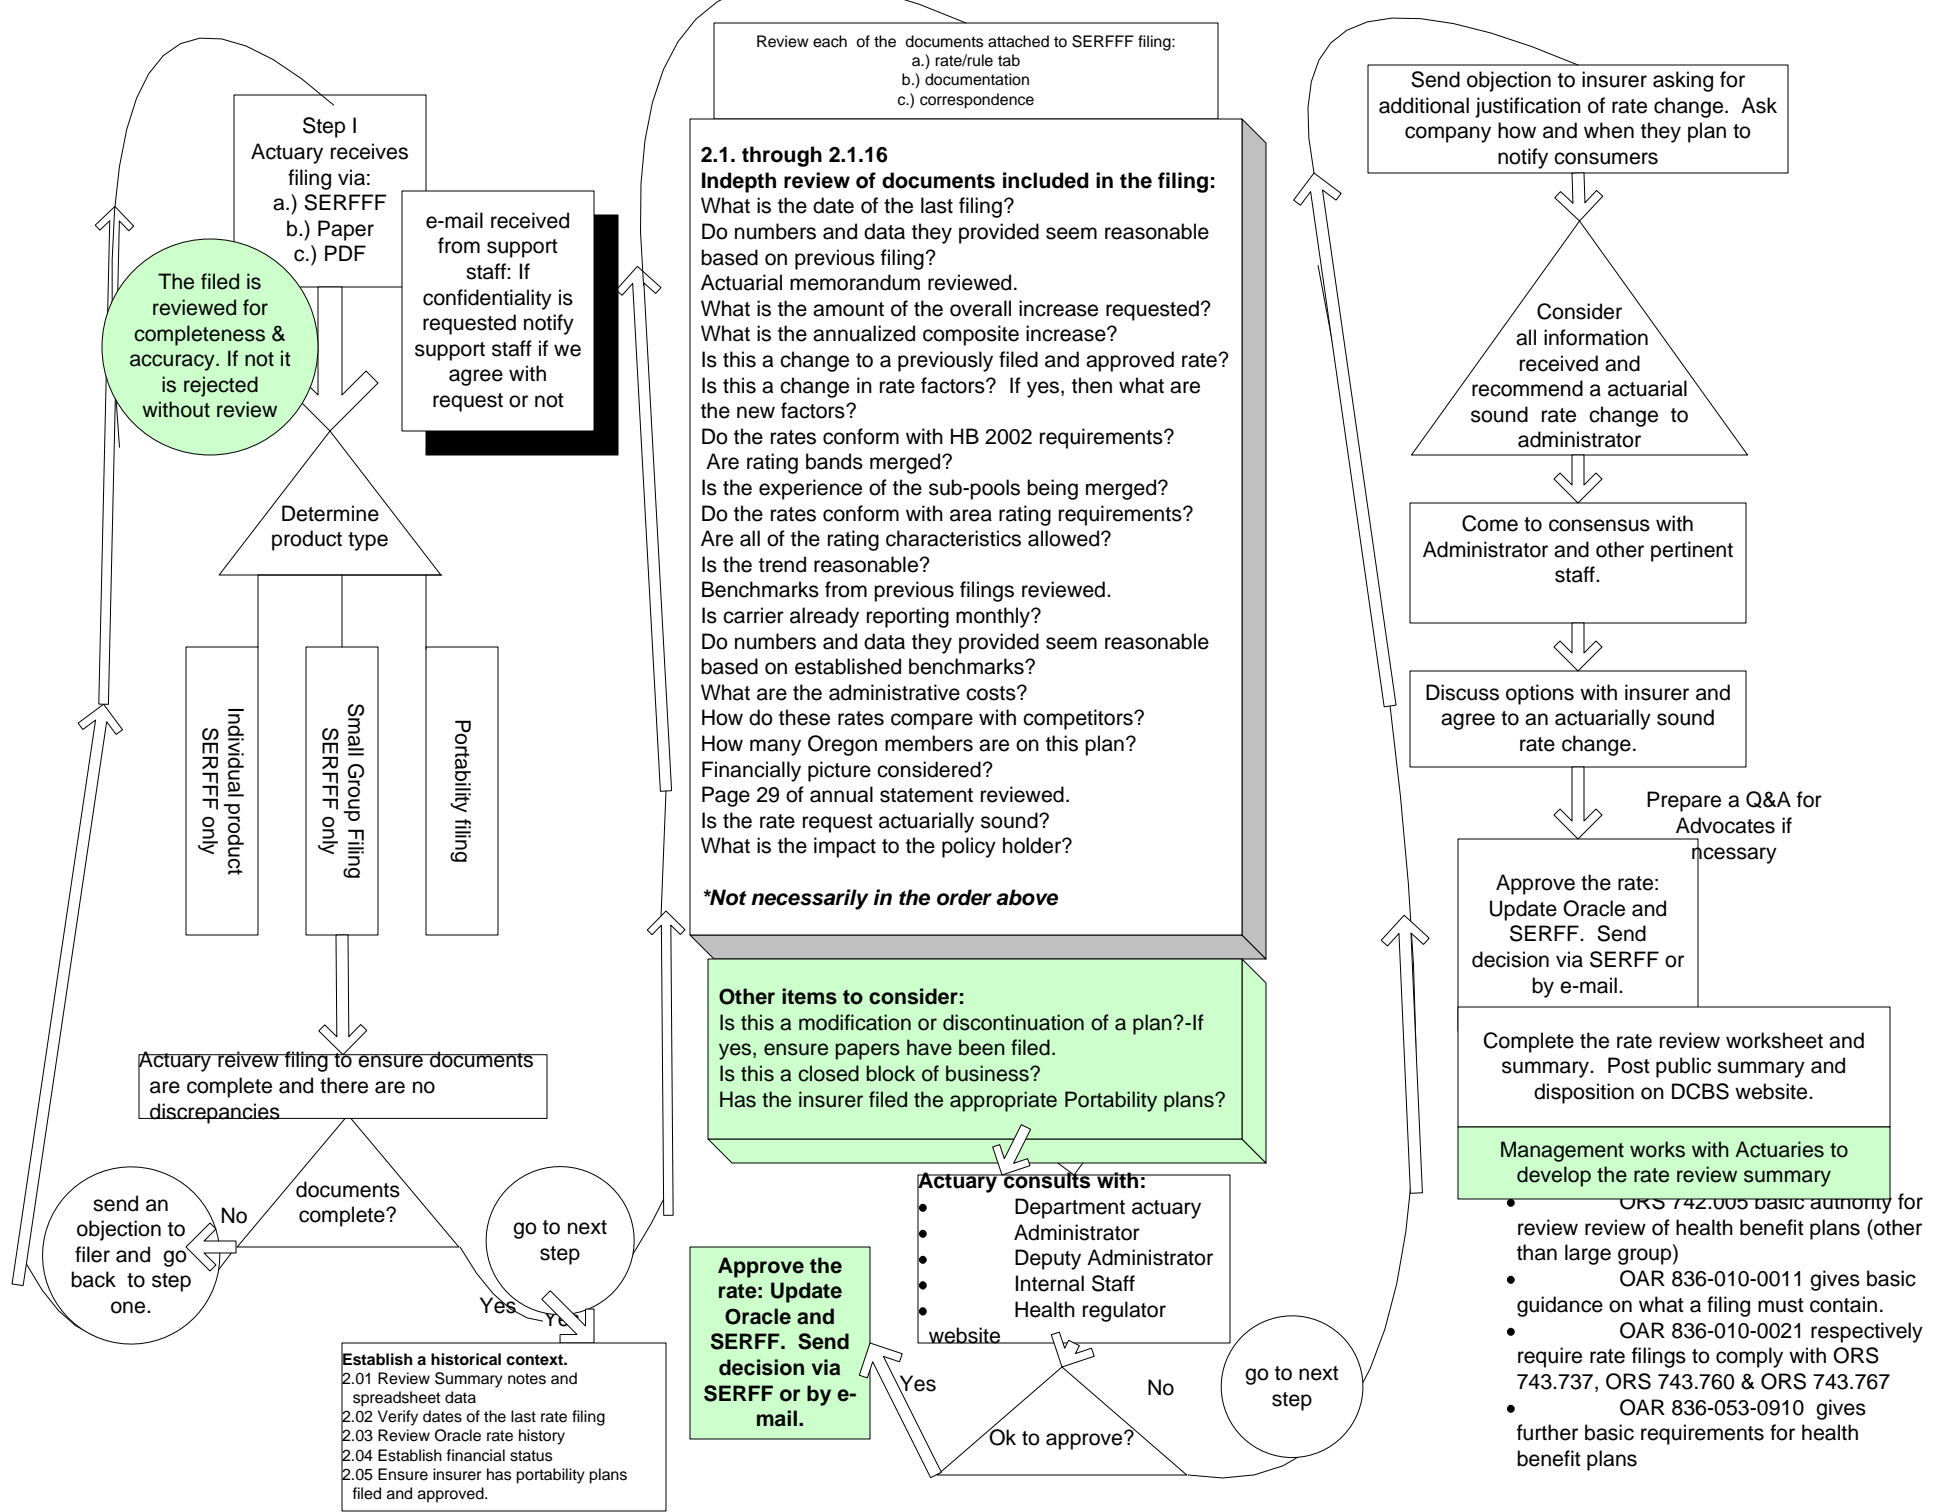 Step I
Actuary receives
filing via:
a.) SERFFF
b.) Paper
c.) PDF
e-mail received
from support
staff: If
confidentiality is
requested notify
support staff if we
agree with
request or not
The filed is
reviewed for
completeness &
accuracy. If not it
is rejected
without review
Determine
product type
Individual product
SERFFF only
Small Group Filing
SERFFF only
Portability filing
Actuary reivew filing to ensure documents
are complete and there are no
discrepancies
documents
complete?
No
send an
objection to
filer and go
back to step
one.
Yes
Yes
go to next
step
Establish a historical context.
2.01 Review Summary notes and
spreadsheet data
2.02 Verify dates of the last rate filing
2.03 Review Oracle rate history
2.04 Establish financial status
2.05 Ensure insurer has portability plans
filed and approved.
Review each of the documents attached to SERFFF filing:
a.) rate/rule tab
b.) documentation
c.) correspondence
2.1. through 2.1.16
Indepth review of documents included in the filing:
What is the date of the last filing?
Do numbers and data they provided seem reasonable
based on previous filing?
Actuarial memorandum reviewed.
What is the amount of the overall increase requested?
What is the annualized composite increase?
Is this a change to a previously filed and approved rate?
Is this a change in rate factors? If yes, then what are
the new factors?
Do the rates conform with HB 2002 requirements?
Are rating bands merged?
Is the experience of the sub-pools being merged?
Do the rates conform with area rating requirements?
Are all of the rating characteristics allowed?
Is the trend reasonable?
Benchmarks from previous filings reviewed.
Is carrier already reporting monthly?
Do numbers and data they provided seem reasonable
based on established benchmarks?
What are the administrative costs?
How do these rates compare with competitors?
How many Oregon members are on this plan?
Financially picture considered?
Page 29 of annual statement reviewed.
Is the rate request actuarially sound?
What is the impact to the policy holder?
*Not necessarily in the order above
Other items to consider:
Is this a modification or discontinuation of a plan?-If
yes, ensure papers have been filed.
Is this a closed block of business?
Has the insurer filed the appropriate Portability plans?
Actuary consults with:
• Department actuary
• Administrator
• Deputy Administrator
• Internal Staff
• Health regulator
website
Approve the
rate: Update
Oracle and
SERFF. Send
decision via
SERFF or by e-
mail.
Yes
No
Ok to approve?
go to next
step
Send objection to insurer asking for
additional justification of rate change. Ask
company how and when they plan to
notify consumers
Consider
all information
received and
recommend a actuarial
sound rate change to
administrator
Come to consensus with
Administrator and other pertinent
staff.
Discuss options with insurer and
agree to an actuarially sound
rate change.
Prepare a Q&A for
Advocates if
ncessary
Approve the rate:
Update Oracle and
SERFF. Send
decision via SERFF or
by e-mail.
Complete the rate review worksheet and
summary. Post public summary and
disposition on DCBS website.
Management works with Actuaries to
develop the rate review summary
• ORS 742.005 basic authority for
review review of health benefit plans (other
than large group)
• OAR 836-010-0011 gives basic
guidance on what a filing must contain.
• OAR 836-010-0021 respectively
require rate filings to comply with ORS
743.737, ORS 743.760 & ORS 743.767
• OAR 836-053-0910 gives
further basic requirements for health
benefit plans